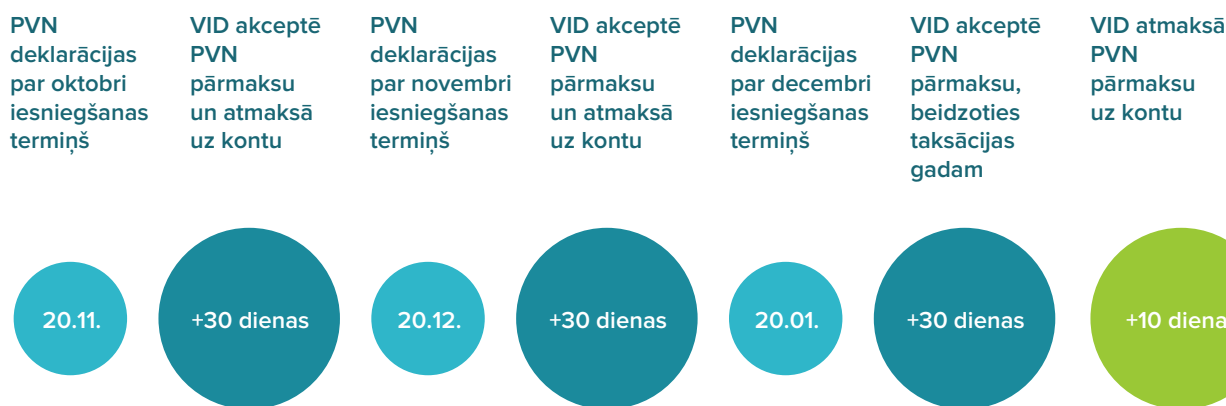 PVN
deklarācijas
par oktobri
iesniegšanas
termiņš
VID akceptē
PVN
pārmaksu
un atmaksā
uz kontu
PVN
deklarācijas
par novembri
iesniegšanas
termiņš
VID akceptē
PVN
pārmaksu
un atmaksā
uz kontu
PVN
deklarācijas
par decembri
iesniegšanas
termiņš
VID akceptē
PVN
pārmaksu,
beidzoties
taksācijas
gadam
VID atmaksā
PVN
pārmaksu
uz kontu
20.11.
+30 dienas
20.12.
+30 dienas
20.01.
+30 dienas
+10 diena